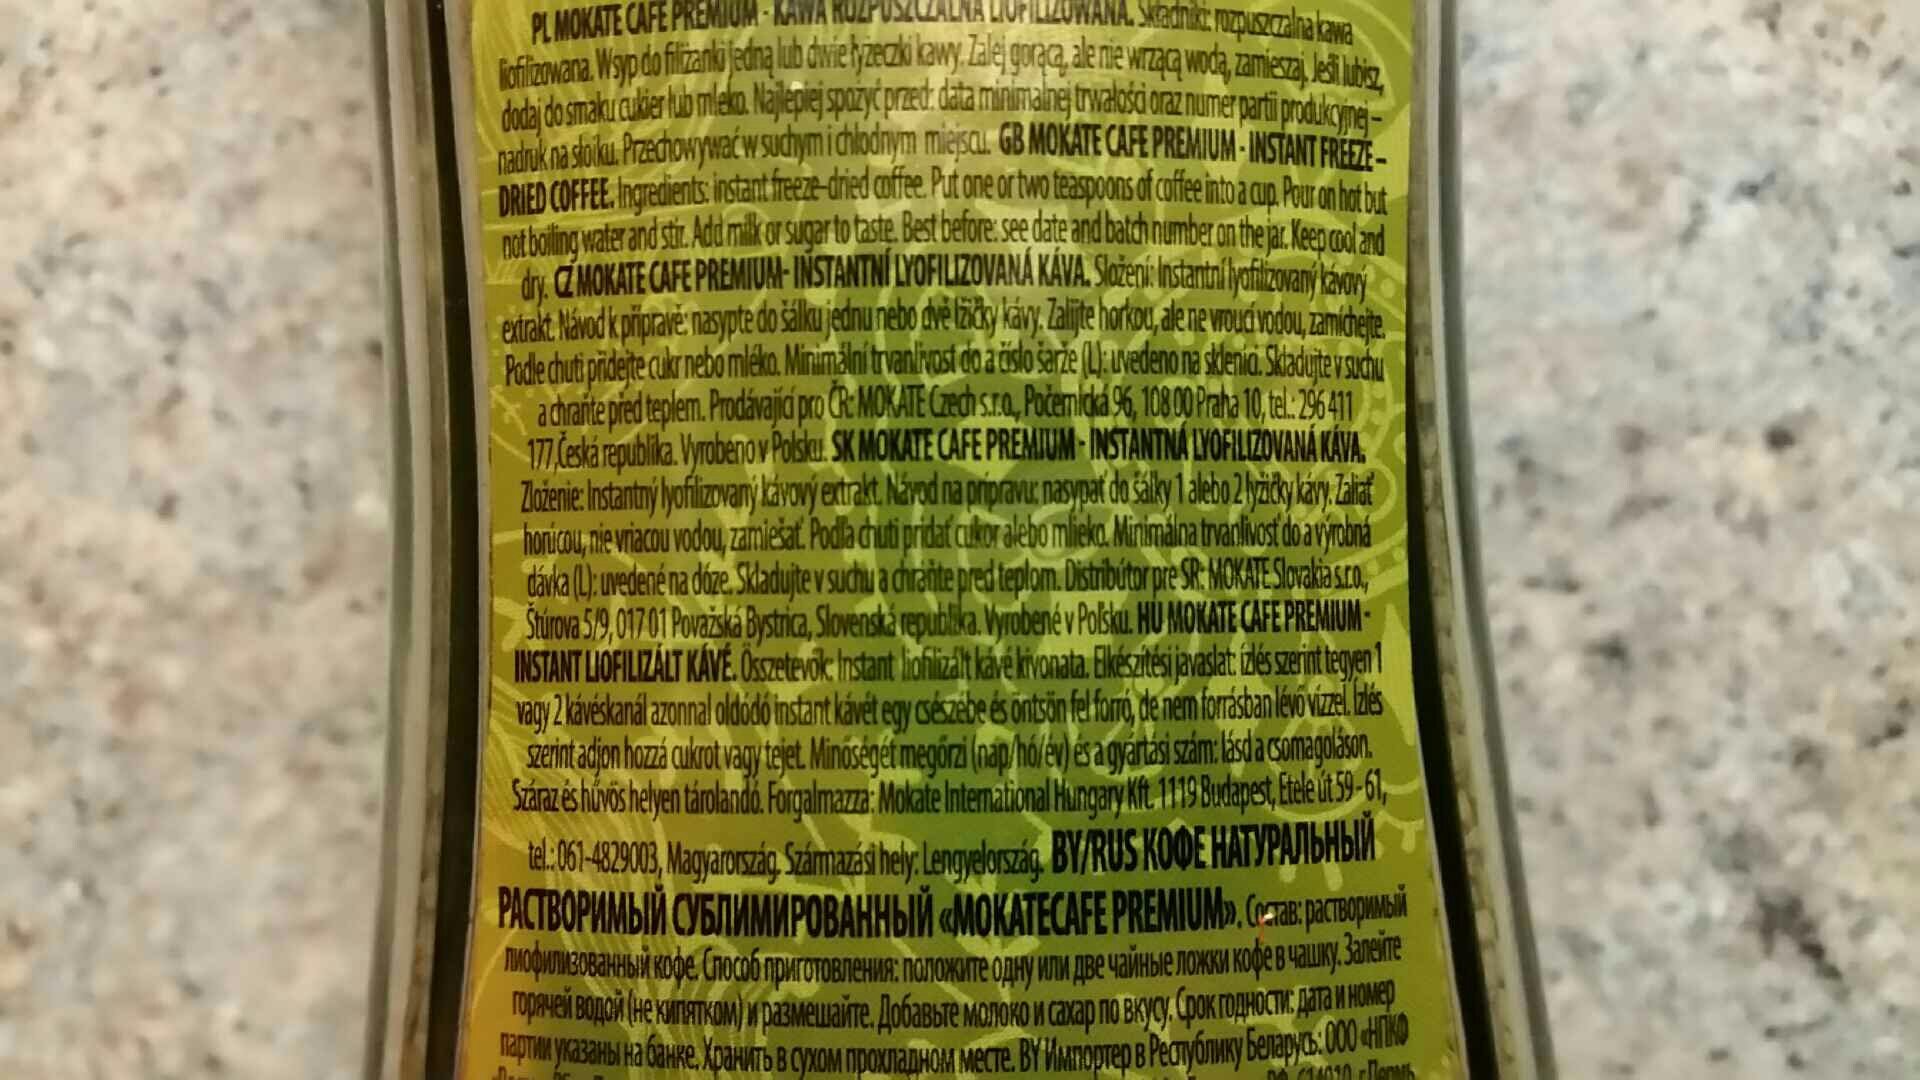 PL MOKATE CAFE PREMIUM - KAWA ROZPUSZCZALNA LIOFILIZOWANA. Składniki: rozpuszczalna kawa
liofilizowana. Wsyp do filiżanki jedną lub dwie łyżeczki kawy. Zalej gorącą, ale nie wrzącą wodą, zamieszaj. Jeśli lubisz,
dodaj do smaku cukier lub mleko. Najlepiej spożyć przed: data minimalnej trwałości oraz numer partii produkcyjnej –
nadruk na słoiku. Przechowywać w suchym i chłodnym miejscu. GB MOKATE CAFE PREMIUM - INSTANT FREEZE –
DRIED COFFEE. Ingredients: instant freeze-dried coffee. Put one or two teaspoons of coffee into a cup. Pour on hot but
not boiling water and stir. Add milk or sugar to taste. Best before: see date and batch number on the jar. Keep cool and
dry. CZ MOKATE CAFE PREMIUM- INSTANTNÍ LYOFILIZOVANÁ KÁVA. Složení: Instantní lyofilizovaný kávový
extrakt. Návod k přípravě: nasypte do šálku jednu nebo dvě lžičky kávy. Zalijte horkou, ale ne vroucí vodou, zamíchejte.
Podle chuti přidejte cukr nebo mléko. Minimální trvanlivost do a číslo šarže (L): uvedeno na sklenici. Skladujte v suchu
a chraňte před teplem. Prodávající pro ČR: MOKATE Czech s.r.o., Počernická 96, 108 00 Praha 10, tel.: 296 411
177,Česká republika. Vyrobeno v Polsku. SK MOKATE CAFE PREMIUM - INSTANTNÁ LYOFILIZOVANÁ KÁVA.
Zloženie: Instantný lyofilizovaný kávový extrakt. Návod na prípravu: nasypať do šálky 1 alebo 2 lyžičky kávy. Zaliať
horúcou, nie vriacou vodou, zamiešať. Podľa chuti pridať cukor alebo mlieko. Minimálna trvanlivosť do a výrobná
dávka (L): uvedené na dóze. Skladujte v suchu a chraňte pred teplom. Distribútor pre SR: MOKATE Slovakia s.r.o.,
Štúrova 5/9, 017 01 Považská Bystrica, Slovenská republika. Vyrobené v Poľsku. HU MOKATE CAFE PREMIUM -
INSTANT LIOFILIZÁLT KÁVÉ. Összetevők: Instant liofilizált kávé kivonata. Elkészítési javaslat: ízlés szerint tegyen 1
vagy 2 kávéskanál azonnal oldódó instant kávét egy csészébe és öntsön fel forró, de nem forrásban lévő vízzel. Ízlés
szerint adjon hozzá cukrot vagy tejet. Minőségét megőrzi (nap/hó/év) és a gyártási szám: lásd a csomagoláson.
Száraz és hűvös helyen tárolandó. Forgalmazza: Mokate International Hungary Kft. 1119 Budapest, Etele út 59 - 61,
tel.: 061-4829003, Magyarország. Származási hely: Lengyelország. BY/RUS КОФЕ НАТУРАЛЬНЫЙ
РАСТВОРИМЫЙ СУБЛИМИРОВАННЫЙ «MOKATECAFE PREMIUM». Состав: растворимый
лиофилизованный кофе. Способ приготовления: положите одну или две чайные ложки кофе в чашку. Залейте
горячей водой (не кипятком) и размешайте. Добавьте молоко и сахар по вкусу. Срок годности: дата и номер
партии указаны на банке. Хранить в сухом прохладном месте. BY Импортер в Республику Беларусь: ООО «НПКФ